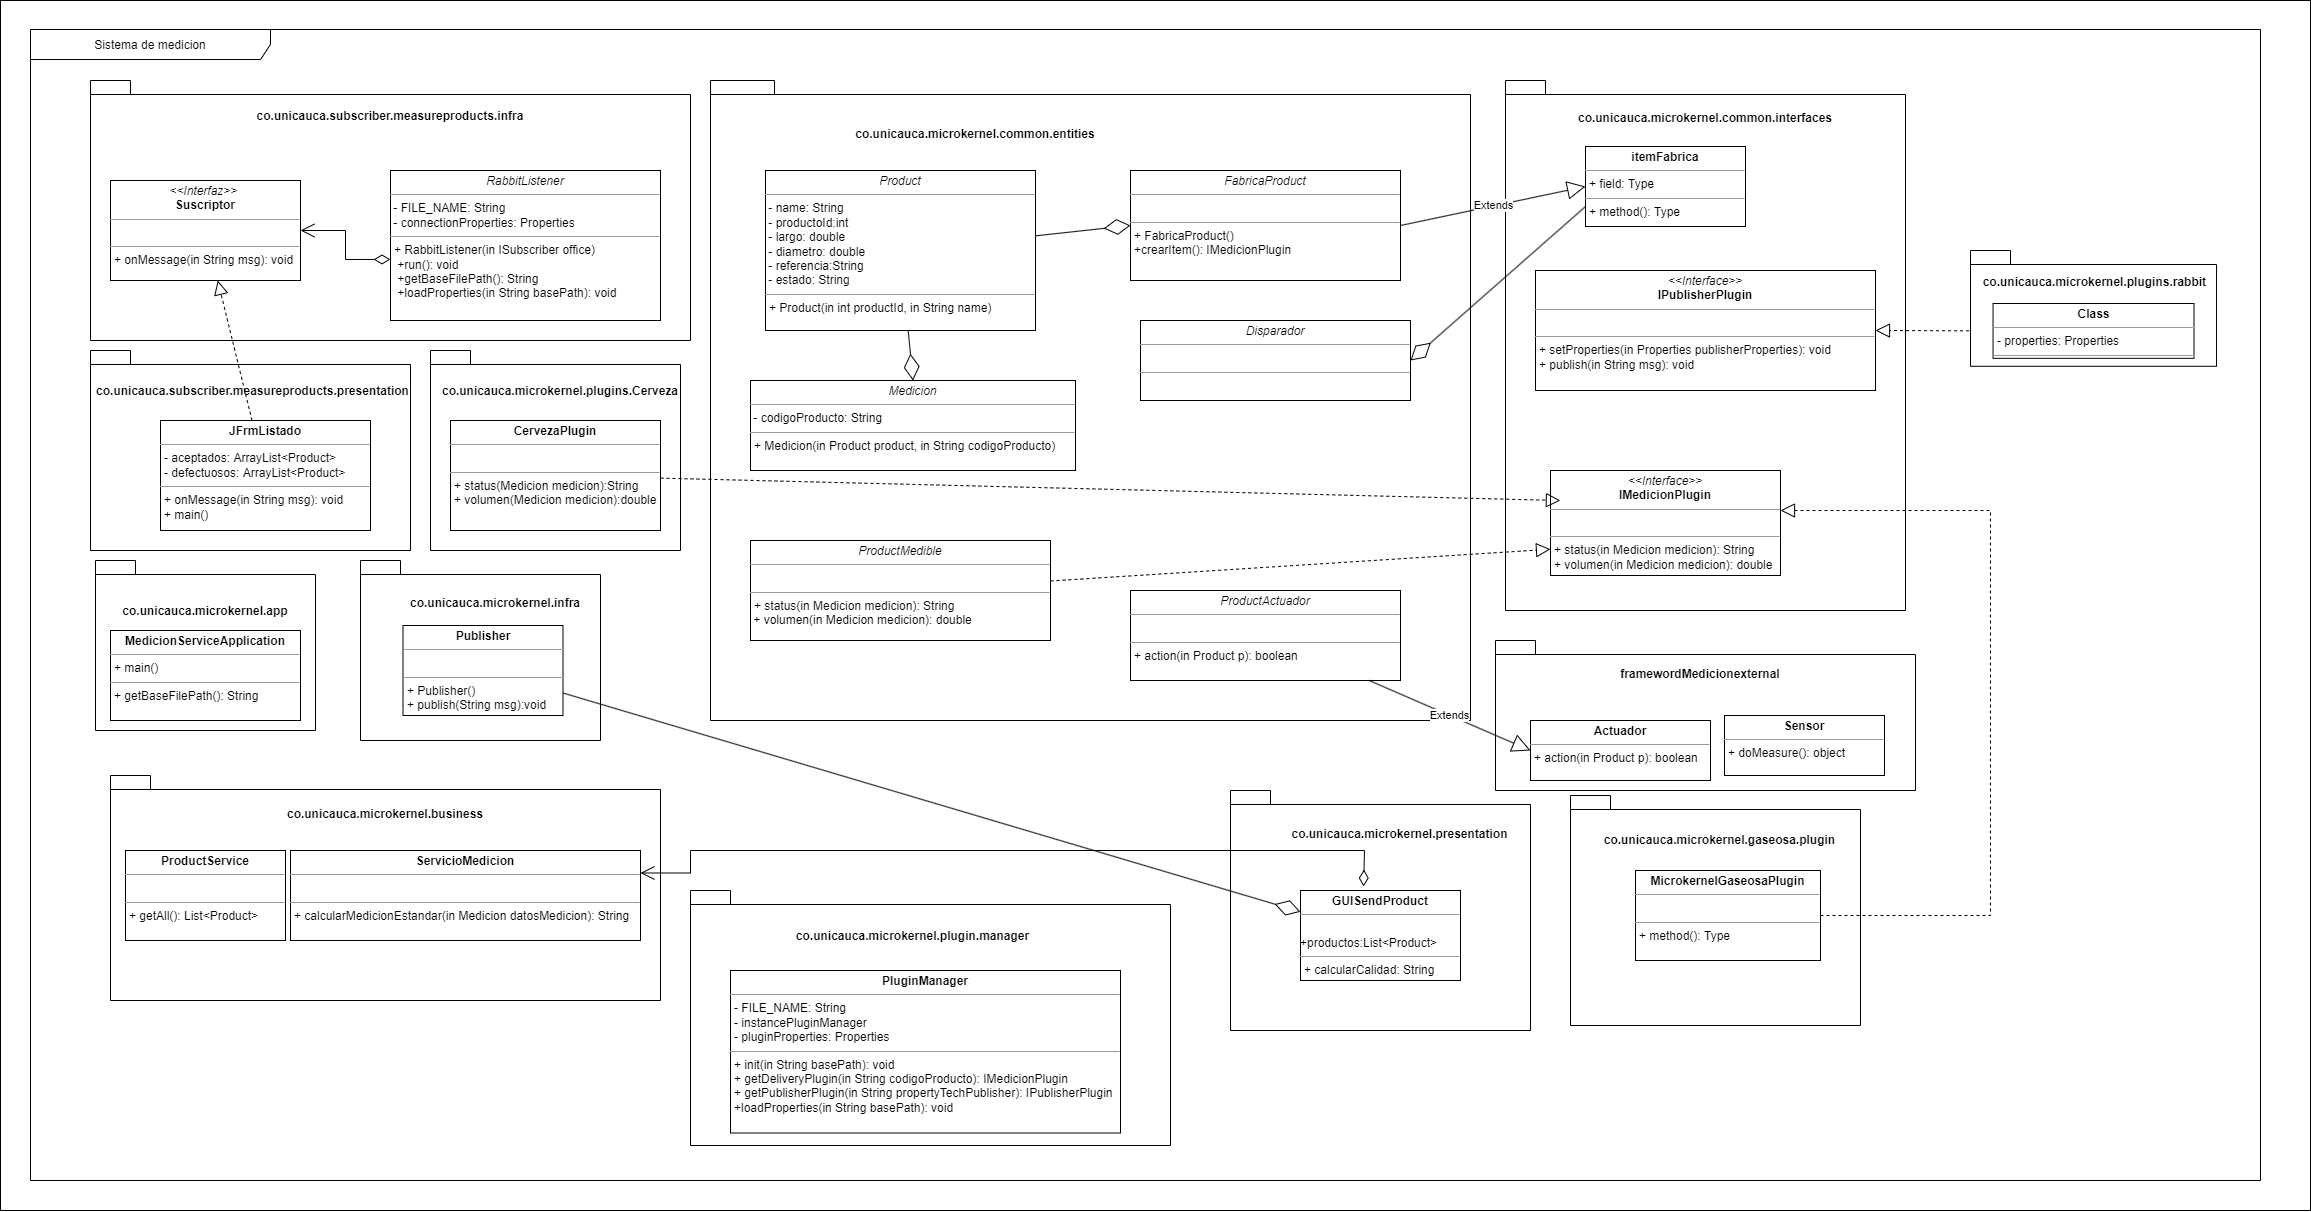 Sistema de medicion
co.unicauca.subscriber.measureproducts.infra
<<Interfaz>>
Suscriptor
+ onMessage(in String msg): void
RabbitListener
- FILE_NAME: String
- connectionProperties: Properties
+ RabbitListener(in ISubscriber office)
+run(): void
+getBaseFilePath(): String
+loadProperties(in String basePath): void
co.unicauca.subscriber.measureproducts.presentation
JFrmListado
- aceptados: ArrayList<Product>
- defectuosos: ArrayList<Product>
+ onMessage(in String msg): void
+ main()
co.unicauca.microkernel.plugins.Cerveza
CervezaPlugin
+ status(Medicion medicion):String
+ volumen(Medicion medicion):double
co.unicauca.microkernel.common.entities
Product
- name: String
- productoId:int
- largo: double
- diametro: double
- referencia:String
- estado: String
+ Product(in int productId, in String name)
FabricaProduct
+ FabricaProduct()
+crearItem(): IMedicionPlugin
Disparador
Medicion
- codigoProducto: String
+ Medicion(in Product product, in String codigoProducto)
ProductMedible
+ status(in Medicion medicion): String
+ volumen(in Medicion medicion): double
ProductActuador
+ action(in Product p): boolean
Extends
Extends
co.unicauca.microkernel.common.interfaces
itemFabrica
+ field: Type
+ method(): Type
<<Interface>>
IPublisherPlugin
+ setProperties(in Properties publisherProperties): void
+ publish(in String msg): void
<<Interface>>
IMedicionPlugin
+ status(in Medicion medicion): String
+ volumen(in Medicion medicion): double
co.unicauca.microkernel.plugins.rabbit
Class
- properties: Properties
co.unicauca.microkernel.app
MedicionServiceApplication
+ main()
+ getBaseFilePath(): String
co.unicauca.microkernel.infra
Publisher
+ Publisher()
+ publish(String msg):void
framewordMedicionexternal
Actuador
+ action(in Product p): boolean
Sensor
+ doMeasure(): object
co.unicauca.microkernel.business
ProductService
+ getAll(): List<Product>
ServicioMedicion
+ calcularMedicionEstandar(in Medicion datosMedicion): String
co.unicauca.microkernel.plugin.manager
PluginManager
- FILE_NAME: String
- instancePluginManager
- pluginProperties: Properties
+ init(in String basePath): void
+ getDeliveryPlugin(in String codigoProducto): IMedicionPlugin
+ getPublisherPlugin(in String propertyTechPublisher): IPublisherPlugin
+loadProperties(in String basePath): void
co.unicauca.microkernel.presentation
GUISendProduct
+productos:List<Product>
+ calcularCalidad: String
co.unicauca.microkernel.gaseosa.plugin
MicrokernelGaseosaPlugin
+ method(): Type